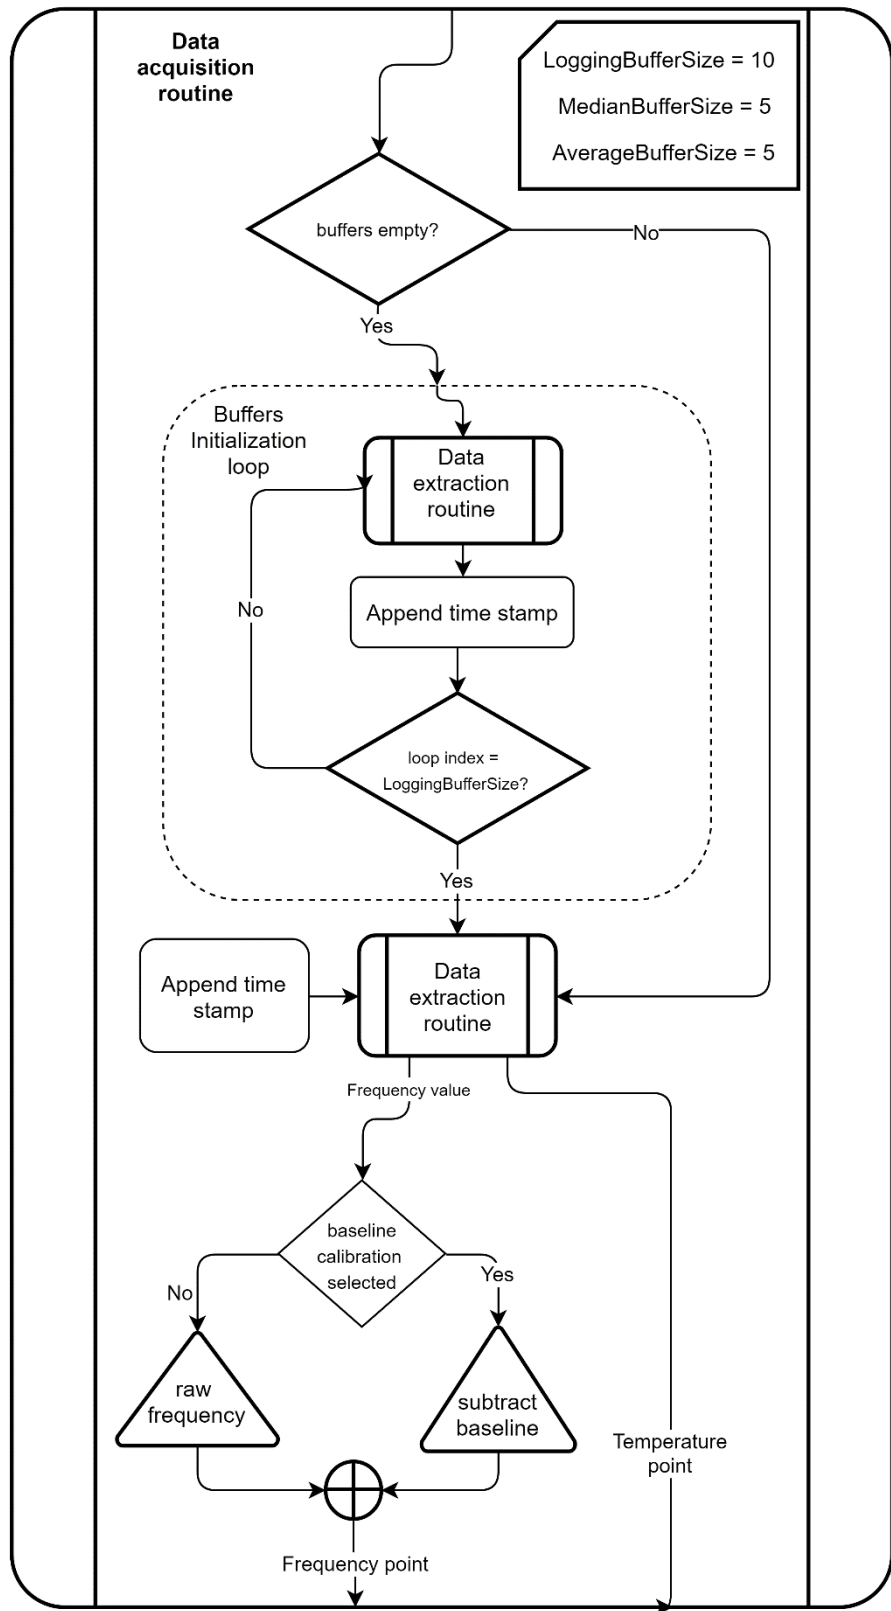 Data
acquisition
routine
LoggingBufferSize = 10
MedianBufferSize = 5
AverageBufferSize = 5
buffers empty?
No
Yes
Buffers
Initialization
loop
Data
extraction
routine
No
Append time stamp
loop index =
LoggingBufferSize?
Yes
Append time
stamp
Data
extraction
routine
Frequency value
baseline
calibration
selected
No
Yes
raw
frequency
subtract
baseline
Temperature
point
Frequency point